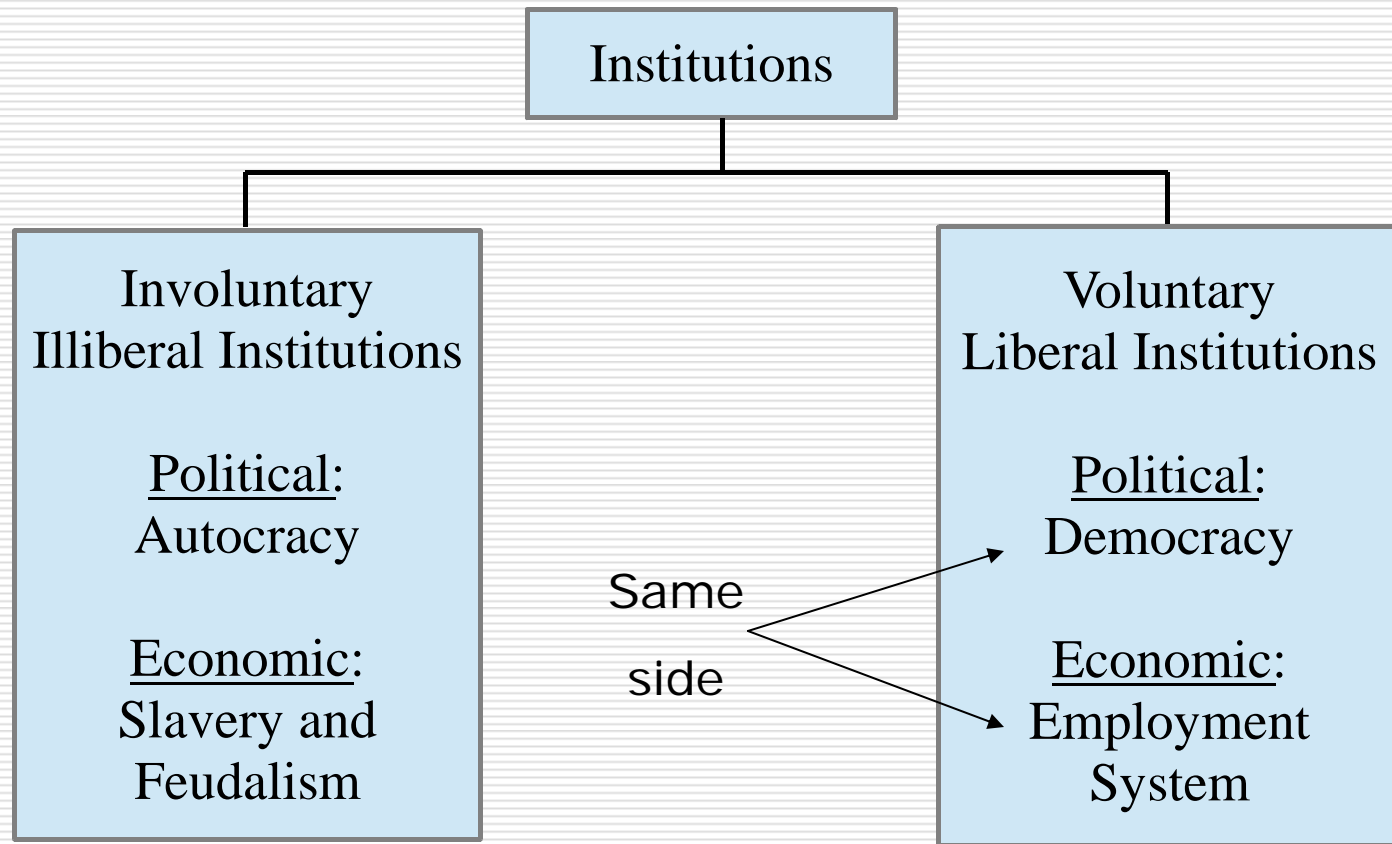 Institutions
Involuntary
Illiberal Institutions
Political:
Autocracy
Economic:
Slavery and
Feudalism
Same
side
Voluntary
Liberal Institutions
Political:
Democracy
Economic:
Employment
System